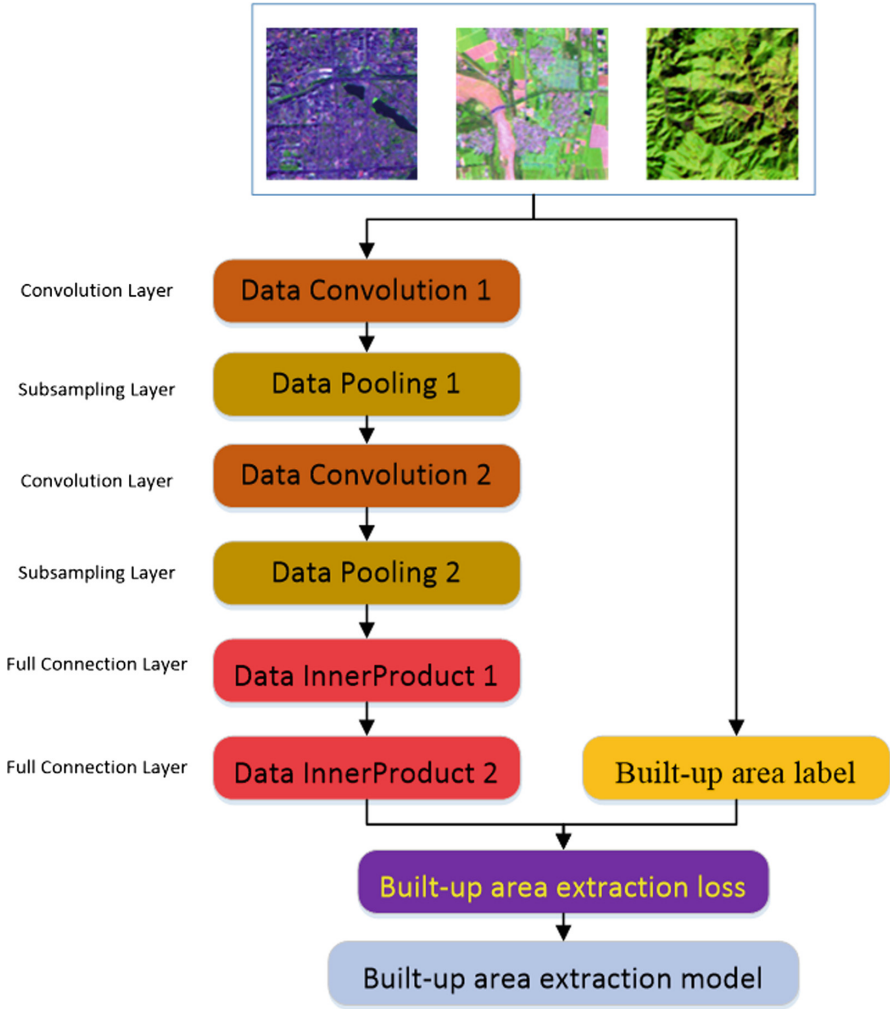 Convolution Layer
Data Convolution 1
Subsampling Layer
Data Pooling 1
Convolution Layer
Data Convolution 2
Subsampling Layer
Data Pooling 2
Full Connection Layer
Data InnerProduct 1
Full Connection Layer
Data InnerProduct 2
Built-up area label
Built-up area extraction loss
Built-up area extraction model